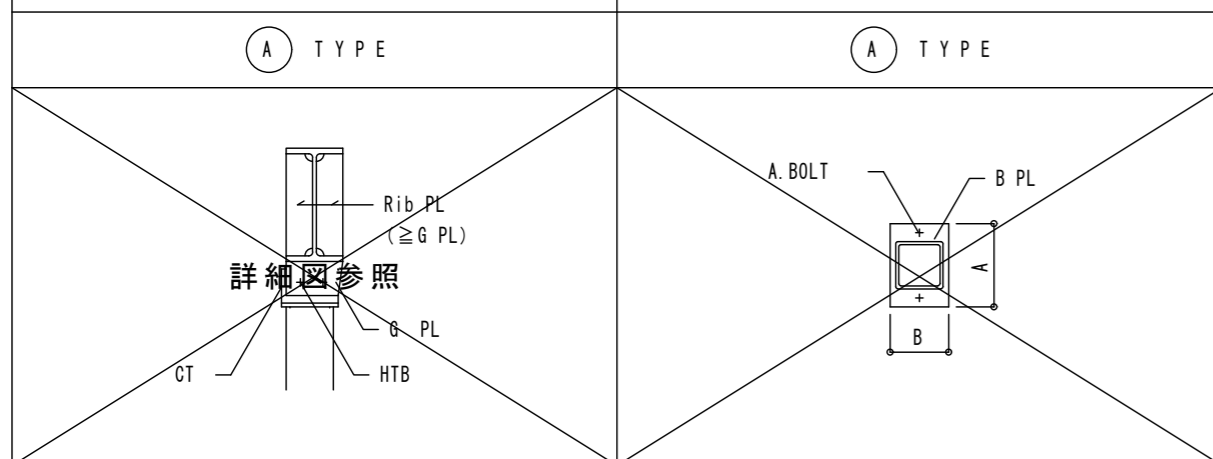 A TYPE
Rib PL
(≧G PL)
詳細図参照
G PL
CT
HTB
A TYPE
A.BOLT
B PL
A
B